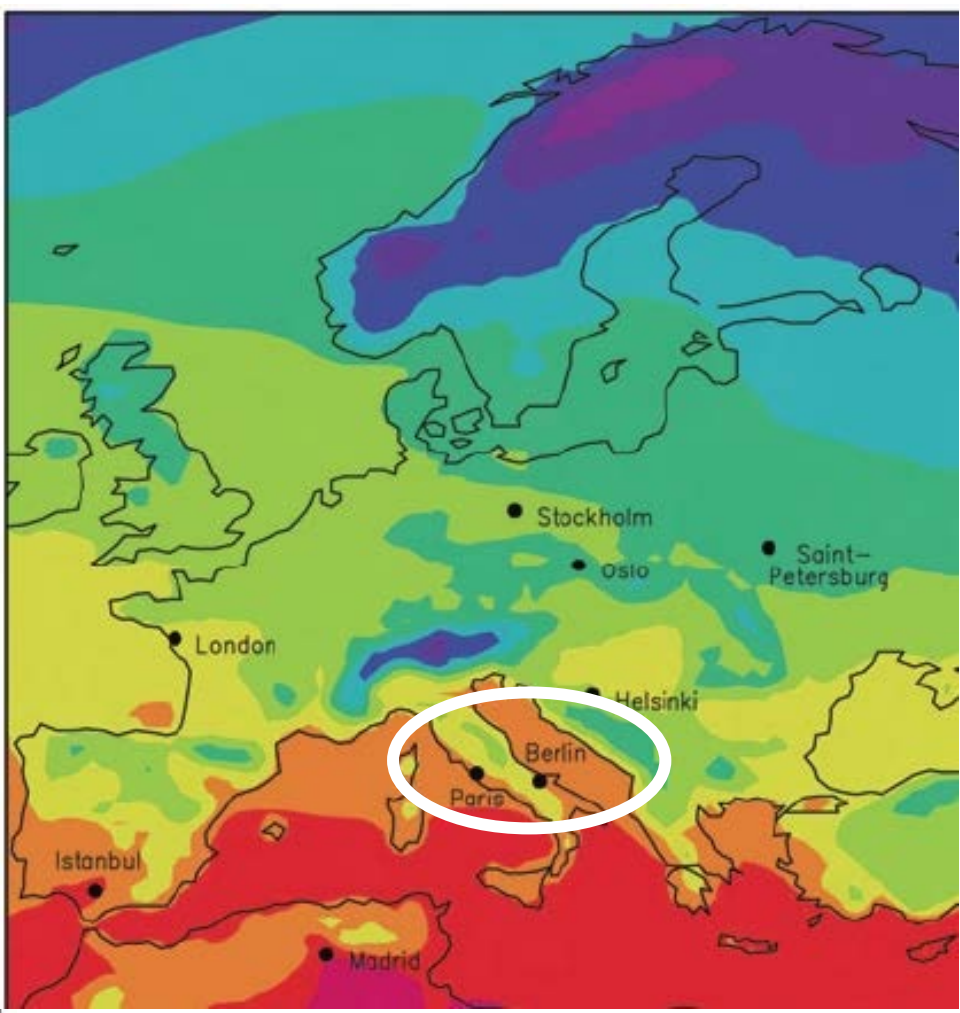 Stockholm
Oslo
Saint-
Petersburg
London
Helsinki
Berlin
Paris
Istanbul
Madrid